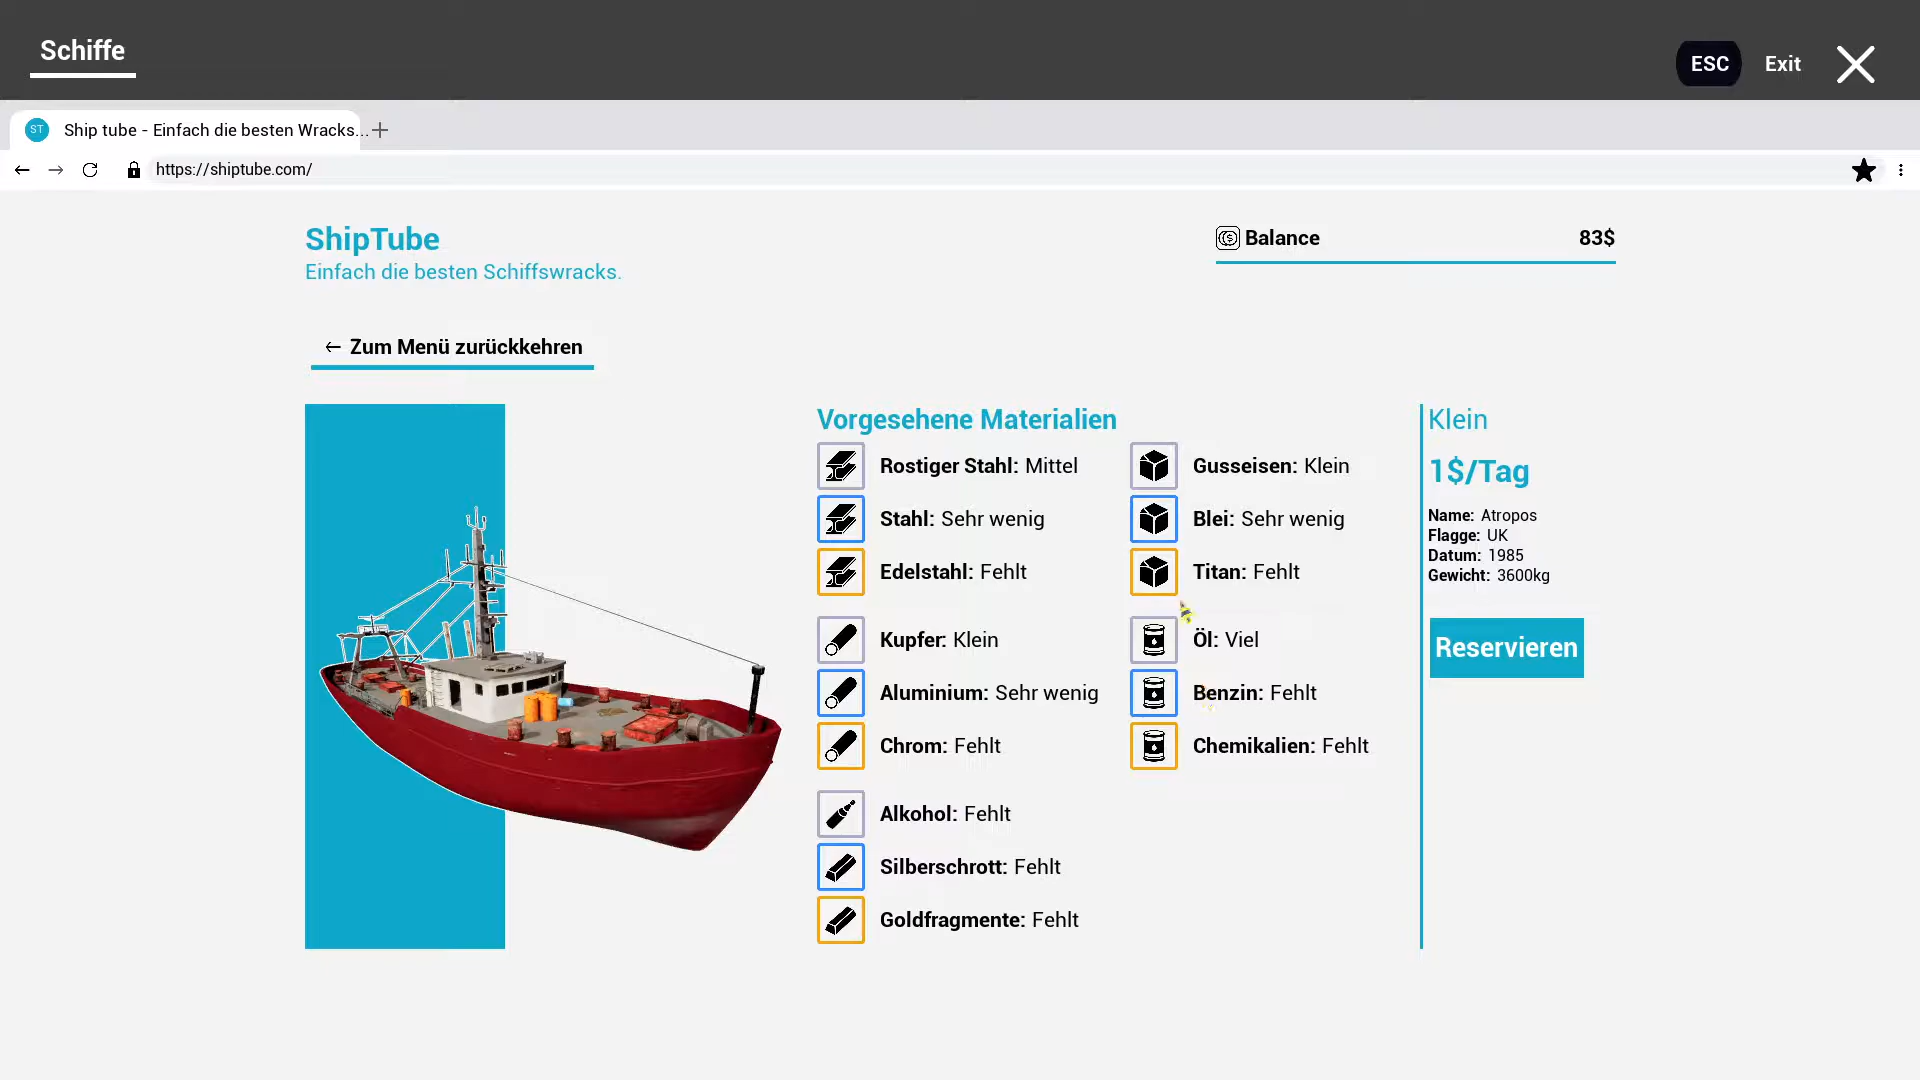 Schiffe
ESC Exit
ST Ship tube - Einfach die besten Wracks...
https://shiptube.com/
ShipTube
Einfach die besten Schiffswracks.
Balance 83$
← Zum Menü zurückkehren
Vorgesehene Materialien
Rostiger Stahl: Mittel
Stahl: Sehr wenig
Edelstahl: Fehlt
Kupfer: Klein
Aluminium: Sehr wenig
Chrom: Fehlt
Alkohol: Fehlt
Silberschrott: Fehlt
Goldfragmente: Fehlt
Gusseisen: Klein
Blei: Sehr wenig
Titan: Fehlt
Öl: Viel
Benzin: Fehlt
Chemikalien: Fehlt
Klein
1$/Tag
Name: Atropos
Flagge: UK
Datum: 1985
Gewicht: 3600kg
Reservieren